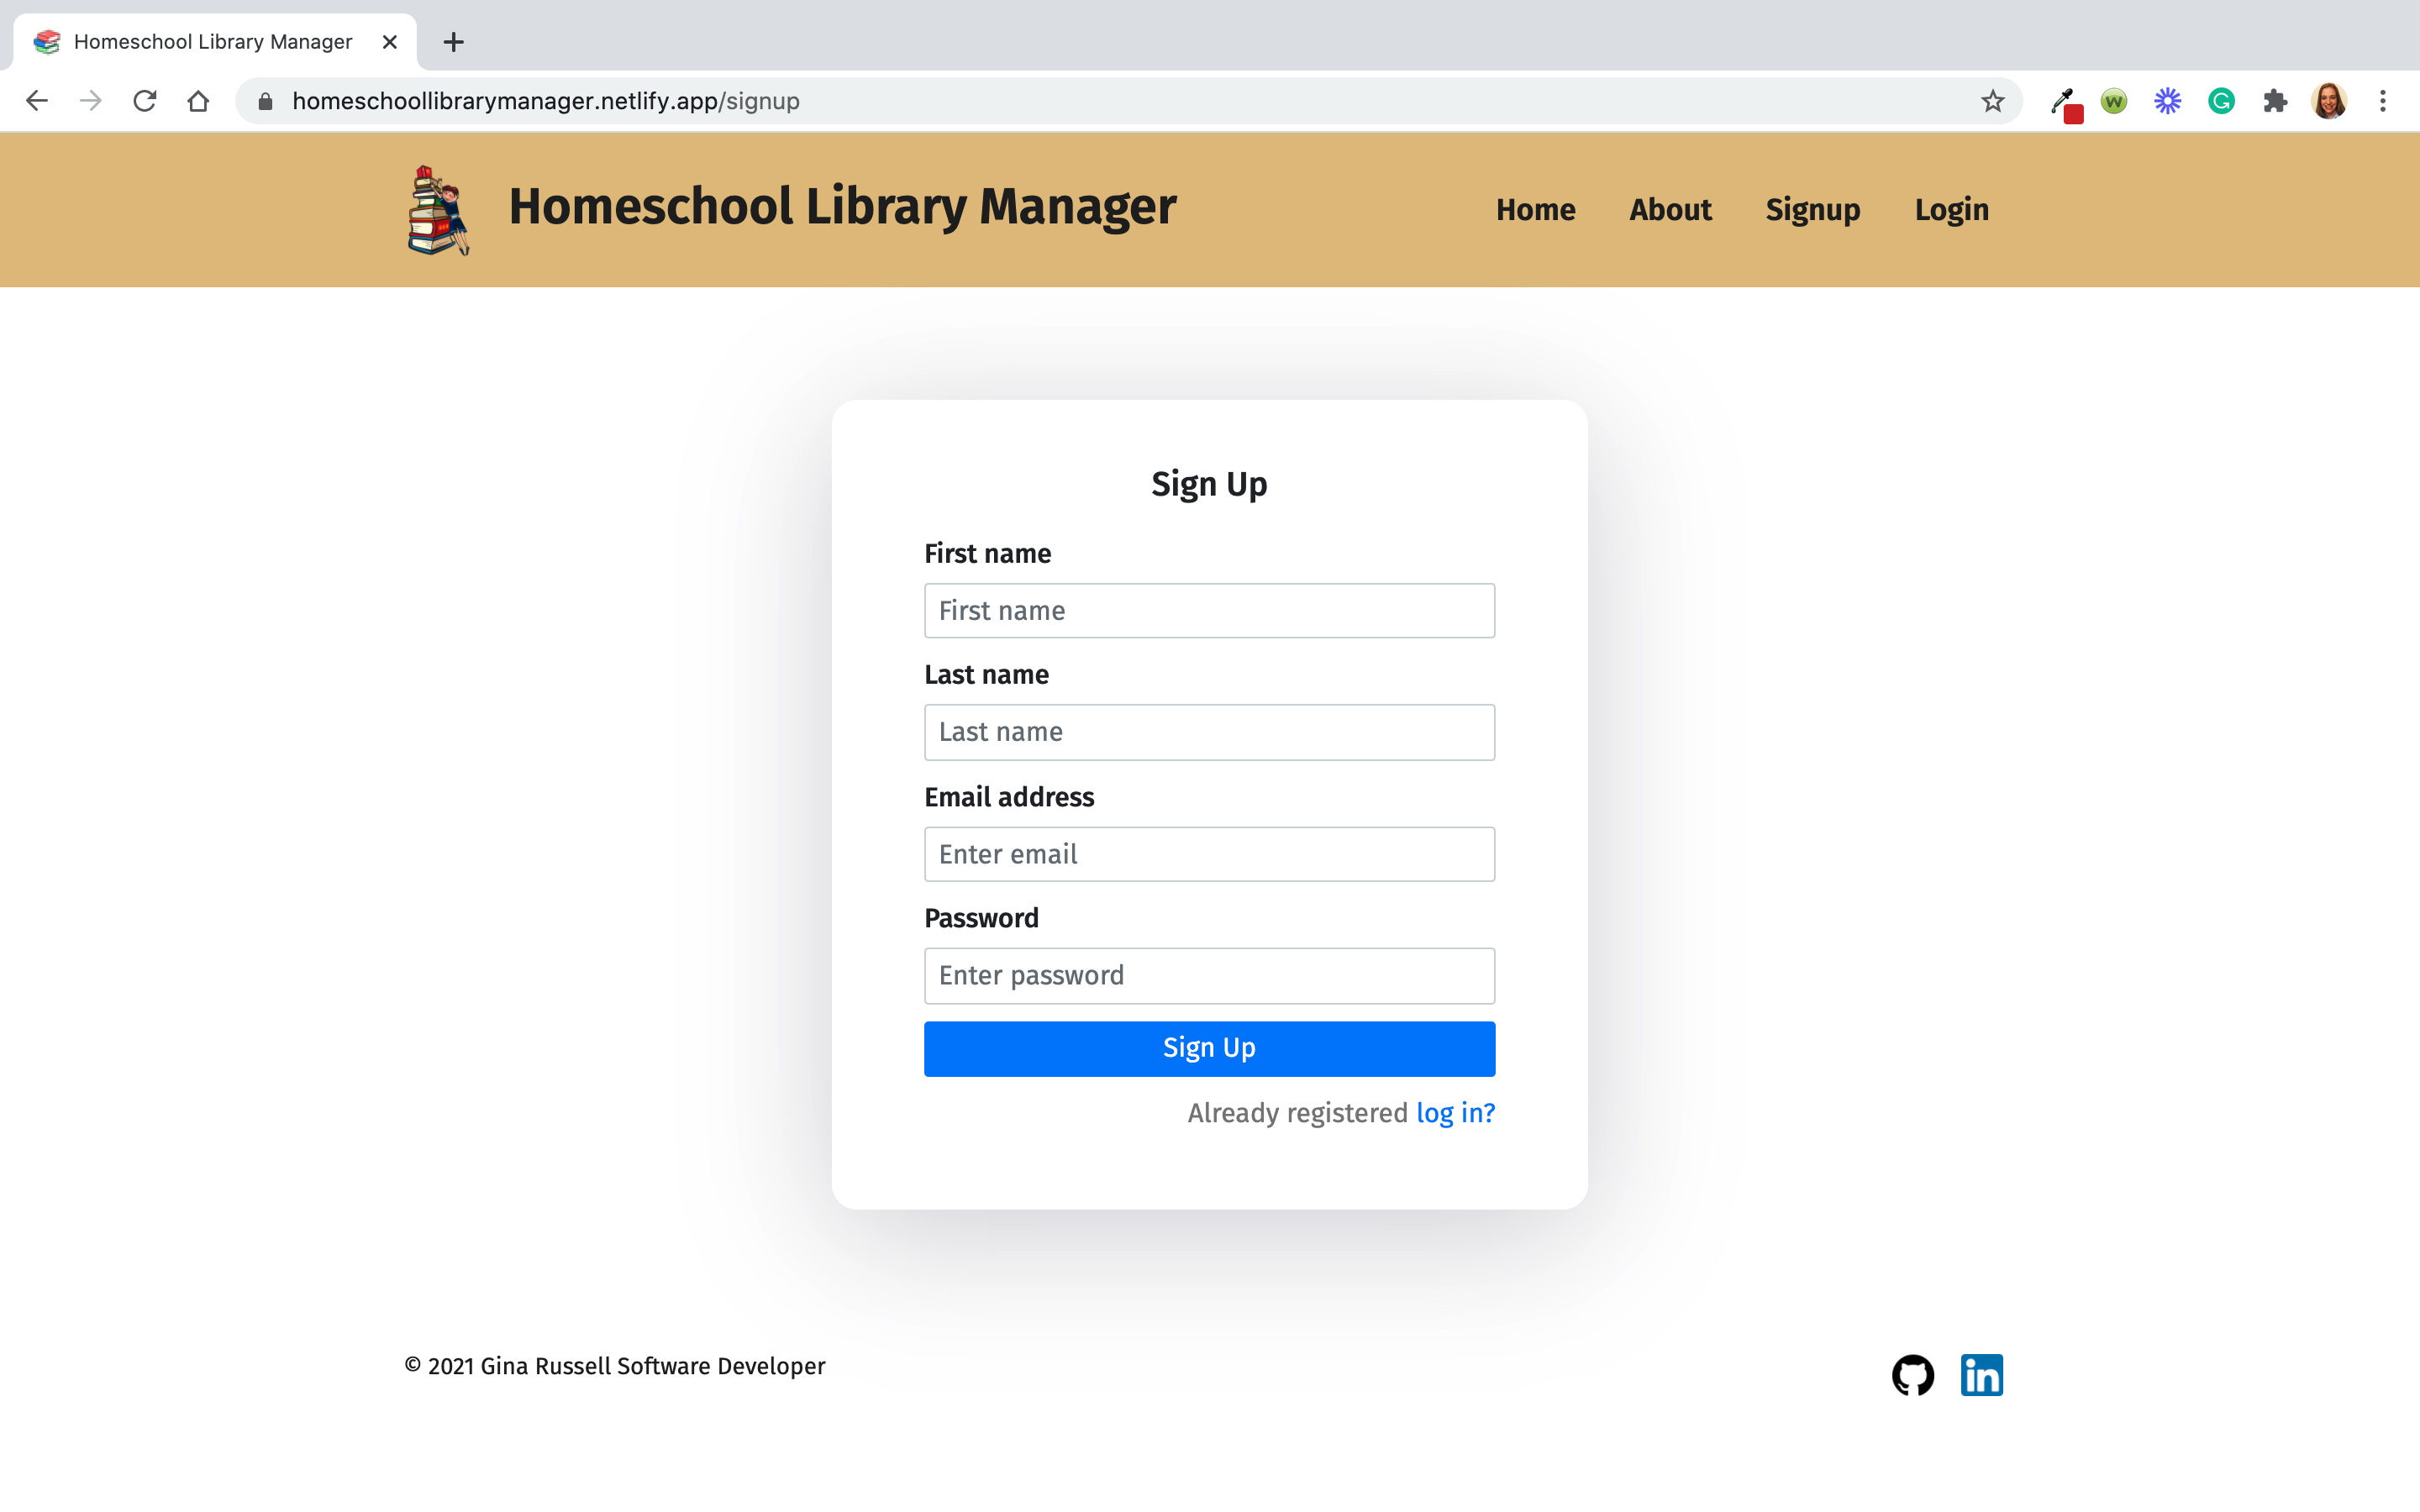 Homeschool Library Manager
homeschoollibrarymanager.netlify.app/signup
Homeschool Library Manager
Home About Signup Login
Sign Up
First name
First name
Last name
Last name
Email address
Enter email
Password
Enter password
Sign Up
Already registered log in?
© 2021 Gina Russell Software Developer
in